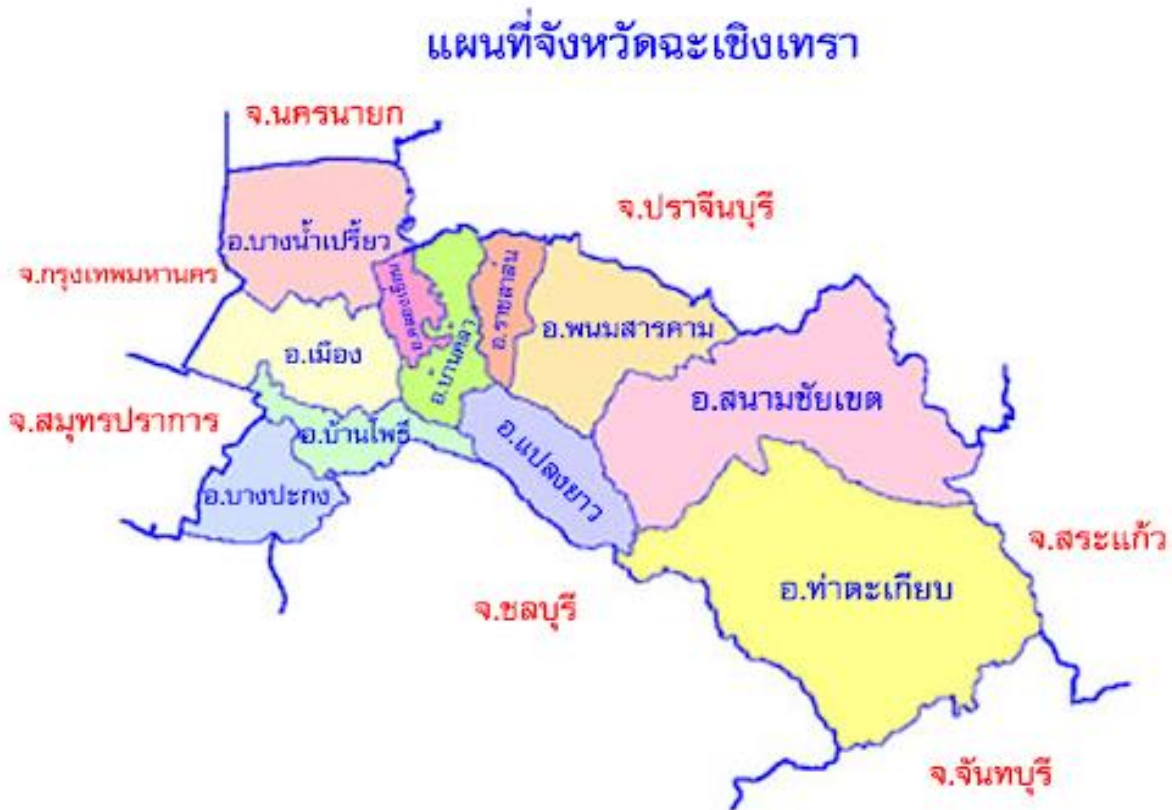 แผนที่จังหวัดฉะเชิงเทรา
จ.นครนายก
จ.ปราจีนบุรี
อ.บางน้ำเปรี้ยว
จ.กรุงเทพมหานคร
อ.ราชสาส์น
อ.พนมสารคาม
อ.เมือง
อ.บ้านคล้า
อ.สนามชัยเขต
จ.สมุทรปราการ
อ.บ้านโพธิ์
อ.แปลงยาว
อ.บางปะกง
จ.สระแก้ว
อ.ท่าตะเกียบ
จ.ชลบุรี
จ.จันทบุรี